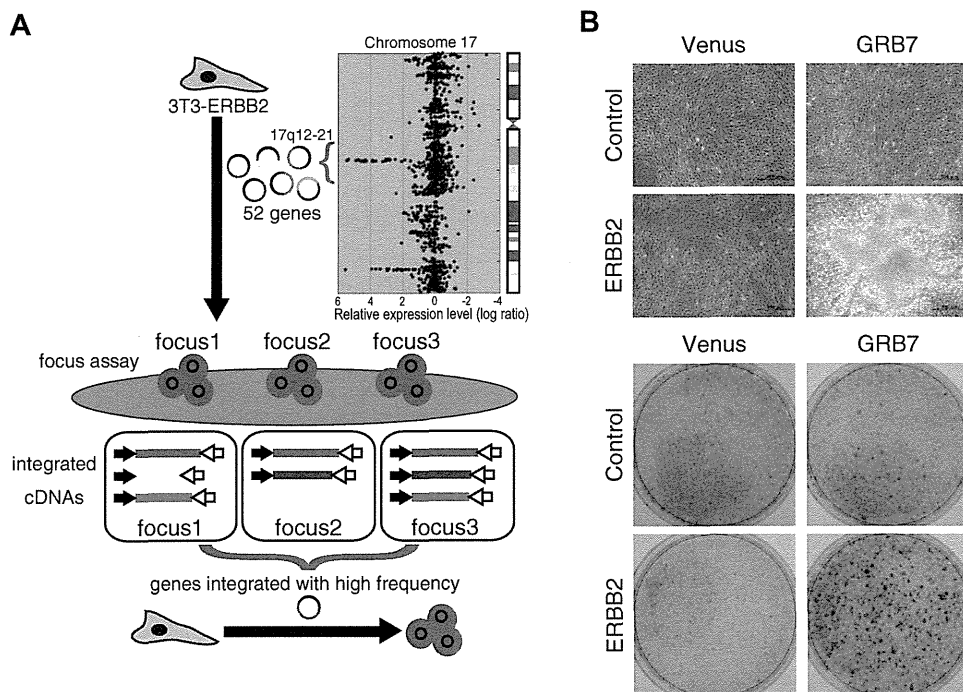 A
Chromosome 17
3T3-ERBB2
17q12-21
52 genes
6 4 2 0 -2 -4
Relative expression level (log ratio)
focus1 focus2 focus3
focus assay
integrated
cDNAs
focus1 focus2 focus3
genes integrated with high frequency
B
Venus GRB7
Control
ERBB2
Venus GRB7
Control
ERBB2